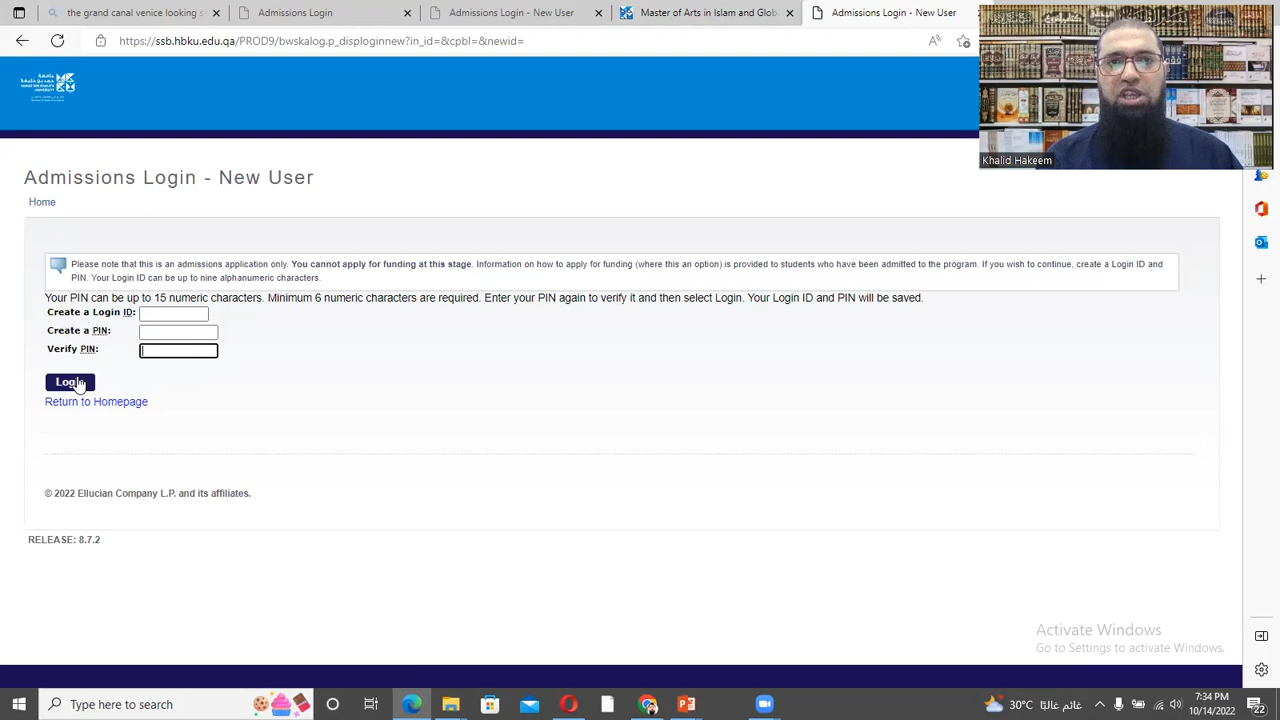 the grand canal venice looking s
Admissions Login
Admissions Login - New User
Master of Arts in Islam and Glob
Admissions Login - New User
https://ssb.hbku.edu.qa/PROD9/bwskalog.p_disploginnew?in_id=&cpbl=&newid=
Khalid Hakeem
Admissions Login - New User
Home
Please note that this is an admissions application only. You cannot apply for funding at this stage. Information on how to apply for funding (where this an option) is provided to students who have been admitted to the program. If you wish to continue, create a Login ID and
PIN. Your Login ID can be up to nine alphanumeric characters.
Your PIN can be up to 15 numeric characters. Minimum 6 numeric characters are required. Enter your PIN again to verify it and then select Login. Your Login ID and PIN will be saved.
Create a Login ID:
Create a PIN:
Verify PIN:
Login
Return to Homepage
© 2022 Ellucian Company L.P. and its affiliates.
RELEASE: 8.7.2
Activate Windows
Go to Settings to activate Windows.
Type here to search
30°C غائم غالبًا
7:34 PM
10/14/2022
22